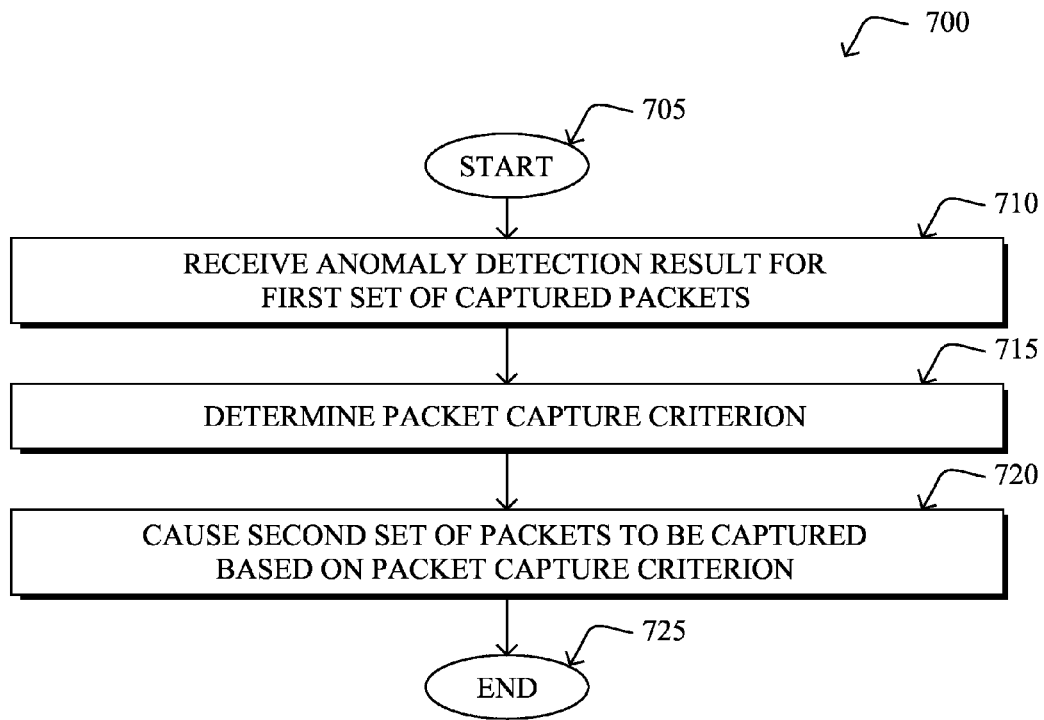 700
705
START
710
RECEIVE ANOMALY DETECTION RESULT FOR
FIRST SET OF CAPTURED PACKETS
715
DETERMINE PACKET CAPTURE CRITERION
720
CAUSE SECOND SET OF PACKETS TO BE CAPTURED
BASED ON PACKET CAPTURE CRITERION
725
END